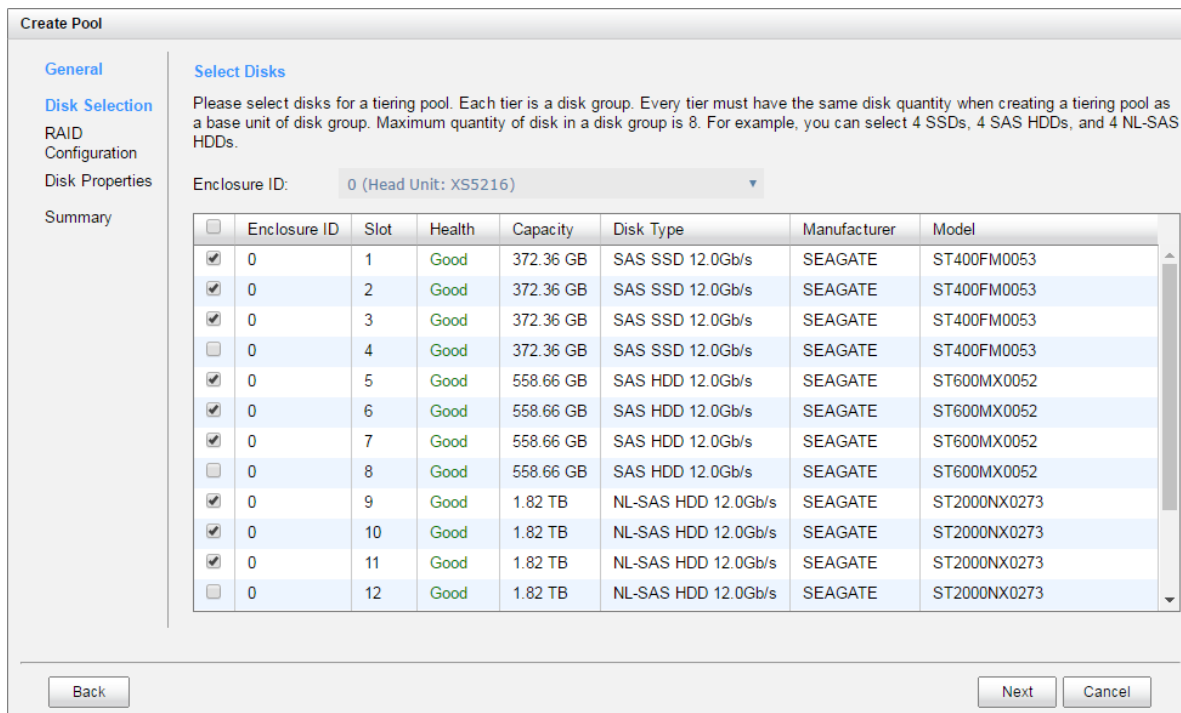 Create Pool
General
Disk Selection
RAID
Configuration
Disk Properties
Summary
Select Disks
Please select disks for a tiering pool. Each tier is a disk group. Every tier must have the same disk quantity when creating a tiering pool as
a base unit of disk group. Maximum quantity of disk in a disk group is 8. For example, you can select 4 SSDs, 4 SAS HDDs, and 4 NL-SAS
HDDs.
Enclosure ID: 0 (Head Unit: XS5216)
Enclosure ID Slot Health Capacity Disk Type Manufacturer Model
0 1 Good 372.36 GB SAS SSD 12.0Gb/s SEAGATE ST400FM0053
0 2 Good 372.36 GB SAS SSD 12.0Gb/s SEAGATE ST400FM0053
0 3 Good 372.36 GB SAS SSD 12.0Gb/s SEAGATE ST400FM0053
0 4 Good 372.36 GB SAS SSD 12.0Gb/s SEAGATE ST400FM0053
0 5 Good 558.66 GB SAS HDD 12.0Gb/s SEAGATE ST600MX0052
0 6 Good 558.66 GB SAS HDD 12.0Gb/s SEAGATE ST600MX0052
0 7 Good 558.66 GB SAS HDD 12.0Gb/s SEAGATE ST600MX0052
0 8 Good 558.66 GB SAS HDD 12.0Gb/s SEAGATE ST600MX0052
0 9 Good 1.82 TB NL-SAS HDD 12.0Gb/s SEAGATE ST2000NX0273
0 10 Good 1.82 TB NL-SAS HDD 12.0Gb/s SEAGATE ST2000NX0273
0 11 Good 1.82 TB NL-SAS HDD 12.0Gb/s SEAGATE ST2000NX0273
0 12 Good 1.82 TB NL-SAS HDD 12.0Gb/s SEAGATE ST2000NX0273
Back Next Cancel